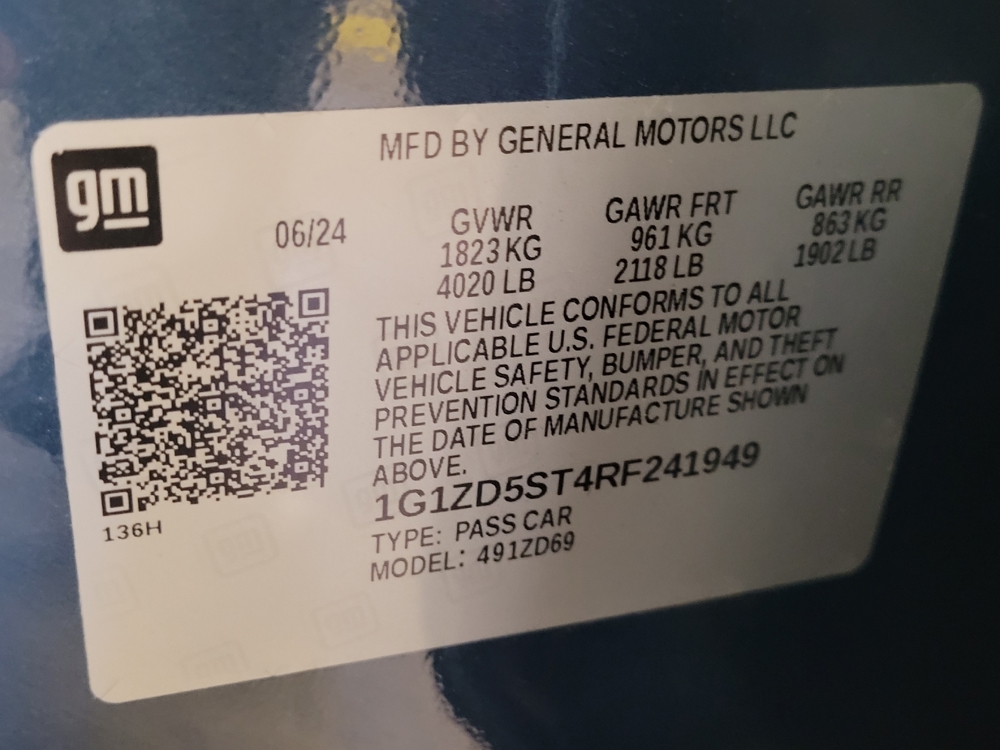 gm
MFD BY GENERAL MOTORS LLC
06/24
GVWR
1823 KG
4020 LB
GAWR FRT
961 KG
2118 LB
GAWR RR
863 KG
1902 LB
THIS VEHICLE CONFORMS TO ALL
APPLICABLE U.S. FEDERAL MOTOR
VEHICLE SAFETY, BUMPER, AND THEFT
PREVENTION STANDARDS IN EFFECT ON
THE DATE OF MANUFACTURE SHOWN
ABOVE.
1G1ZD5ST4RF241949
TYPE: PASS CAR
MODEL: 491ZD69
136H